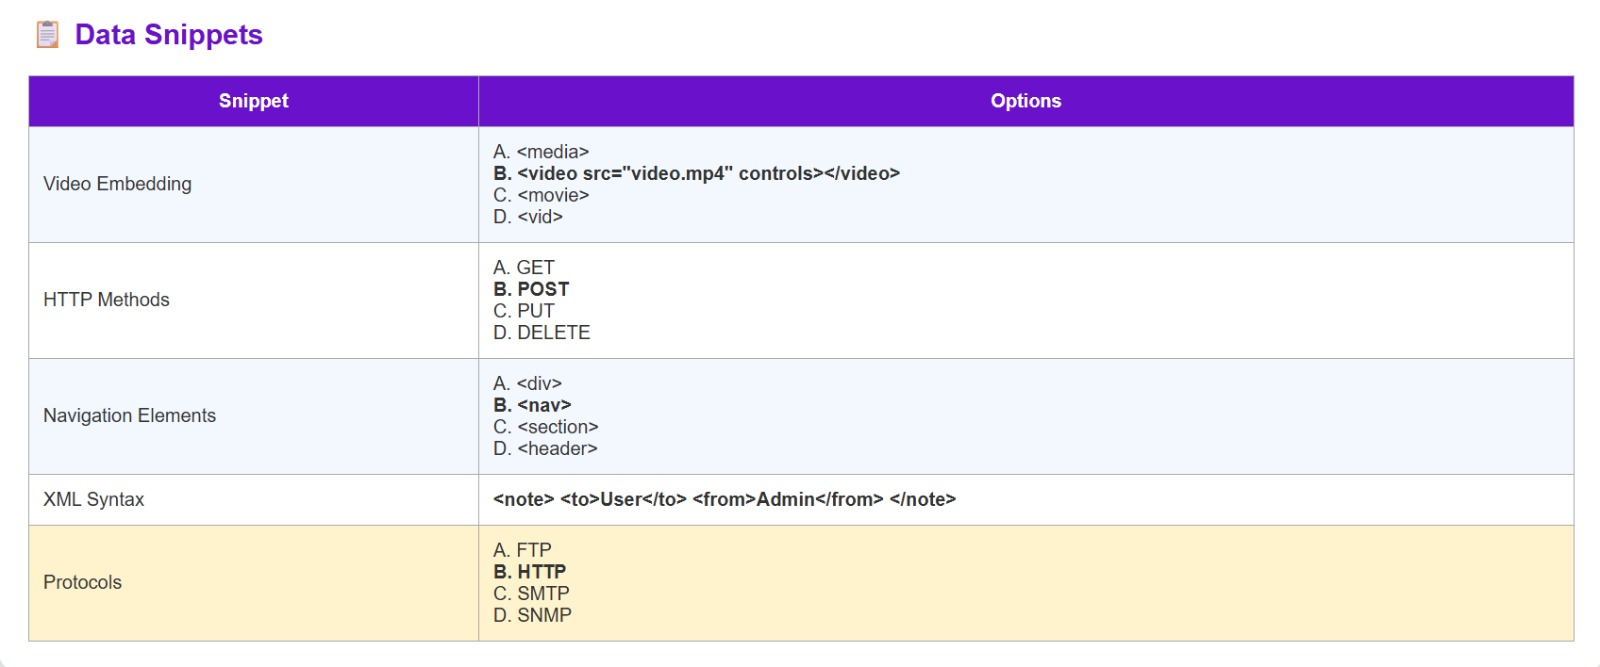 Data Snippets
Snippet
Options
Video Embedding
A. <media>
B. <video src="video.mp4" controls></video>
C. <movie>
D. <vid>
HTTP Methods
A. GET
B. POST
C. PUT
D. DELETE
Navigation Elements
A. <div>
B. <nav>
C. <section>
D. <header>
XML Syntax
<note> <to>User</to> <from>Admin</from> </note>
Protocols
A. FTP
B. HTTP
C. SMTP
D. SNMP